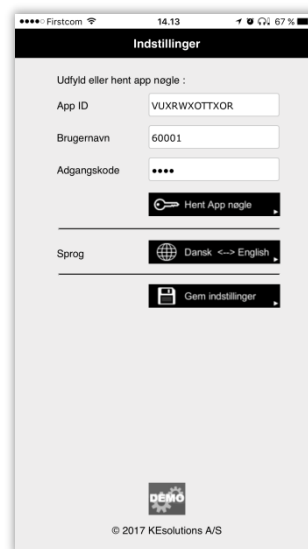 Firstcom 14.13 67 %
Indstillinger
Udfyld eller hent app nøgle :
App ID VUXRWXOTTXOR
Brugernavn 60001
Adgangskode ••••
Hent App nøgle
Sprog Dansk <--> English
Gem indstillinger
DEMO
© 2017 KEsolutions A/S